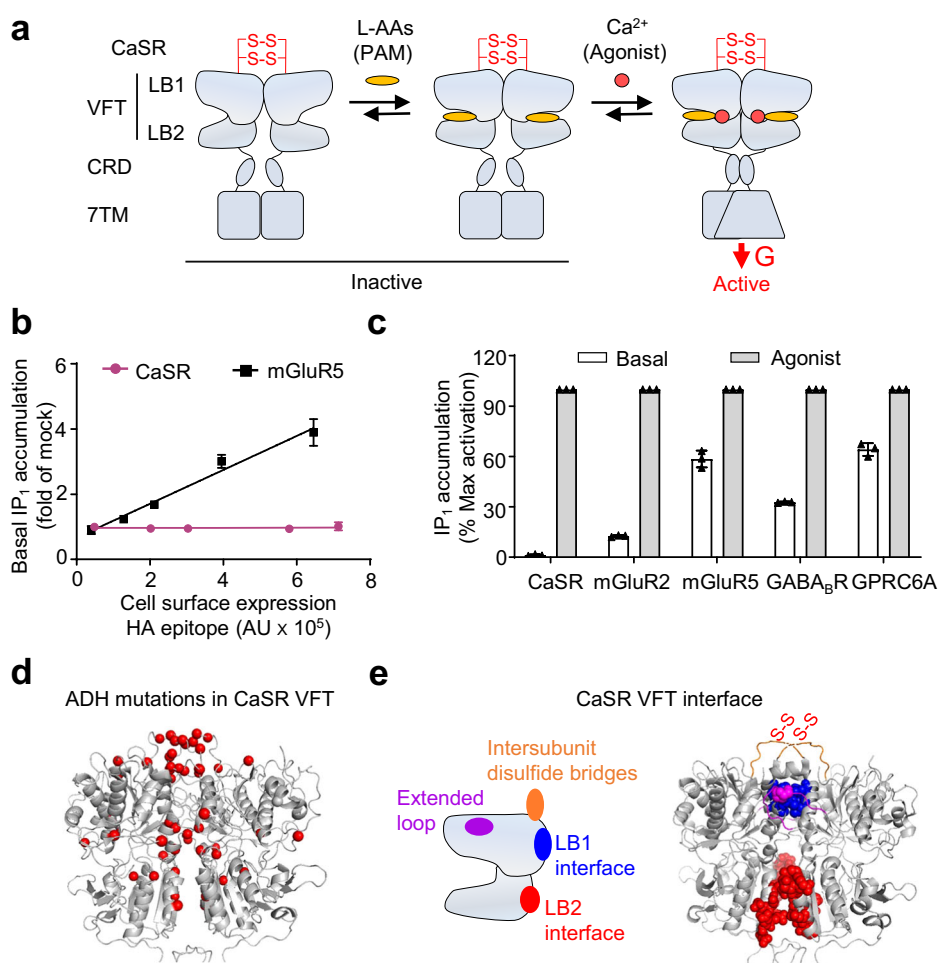 a
CaSR
VFT
LB1
LB2
CRD
7TM
S-S
S-S
L-AAs
(PAM)
S-S
S-S
Ca²⁺
(Agonist)
S-S
S-S
G
Inactive
Active
b
Basal IP₁ accumulation
(fold of mock)
CaSR
mGluR5
6
4
2
0
0 2 4 6 8
Cell surface expression
HA epitope (AU x 10⁵)
c
IP₁ accumulation
(% Max activation)
Basal
Agonist
120
90
60
30
0
CaSR mGluR2 mGluR5 GABA_BR GPRC6A
d
ADH mutations in CaSR VFT
e
CaSR VFT interface
Intersubunit
disulfide bridges
Extended
loop
LB1
interface
LB2
interface
S-S
S-S